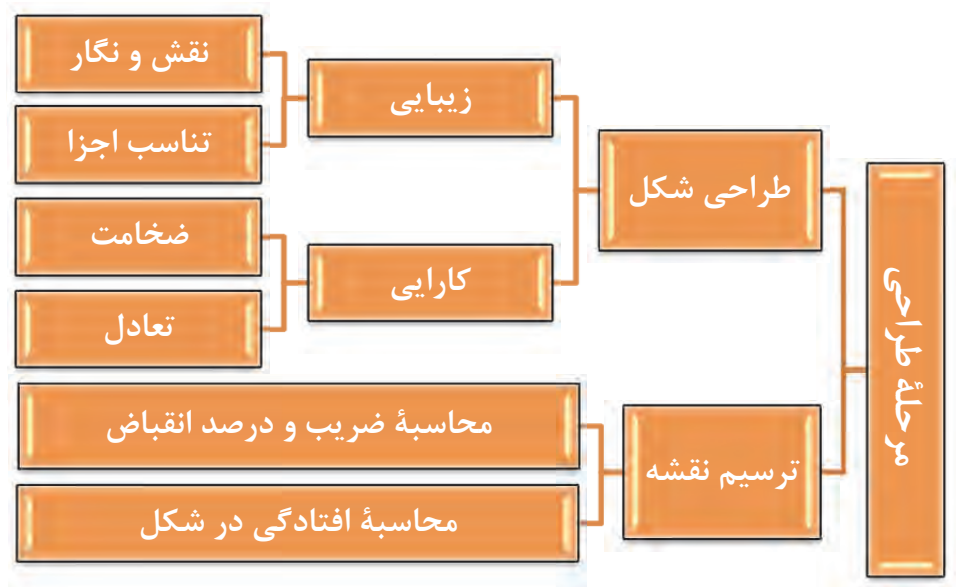 مرحلهٔ طراحی
طراحی شکل
زیبایی
نقش و نگار
تناسب اجزا
کارایی
ضخامت
تعادل
ترسیم نقشه
محاسبهٔ ضریب و درصد انقباض
محاسبهٔ افتادگی در شکل